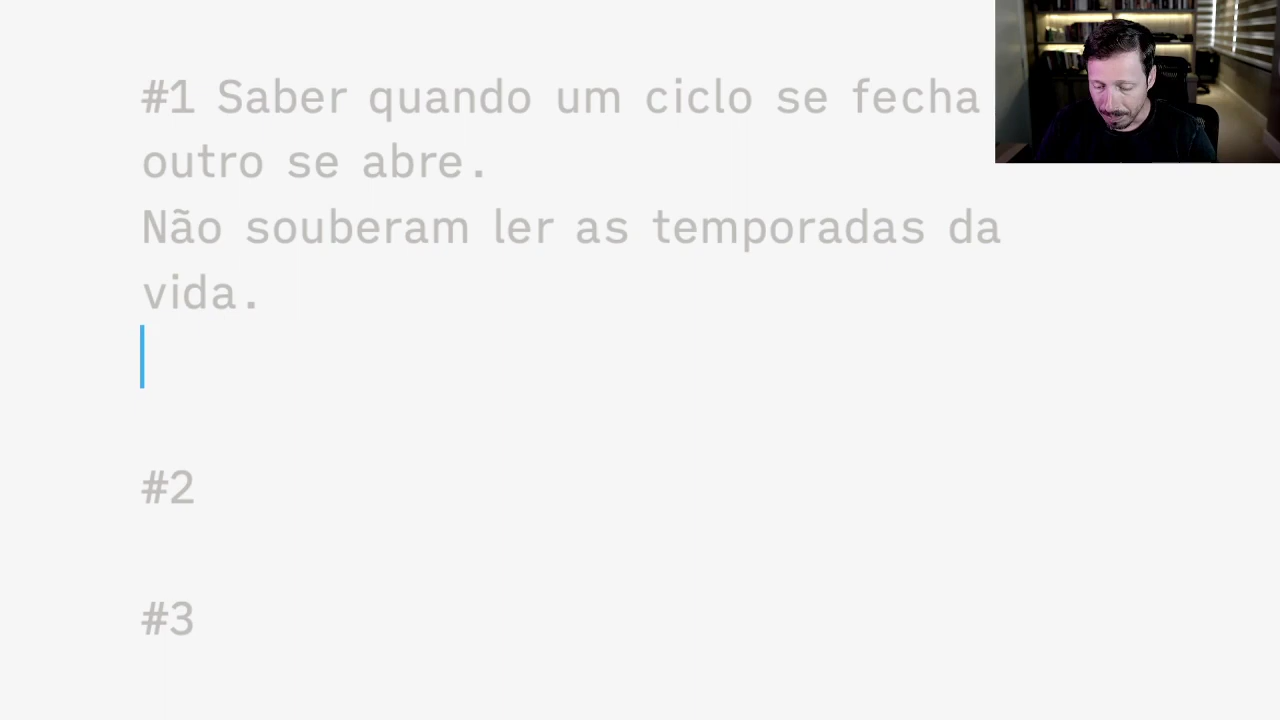 #1 Saber quando um ciclo se fecha
outro se abre.
Não souberam ler as temporadas da
vida.
#2
#3